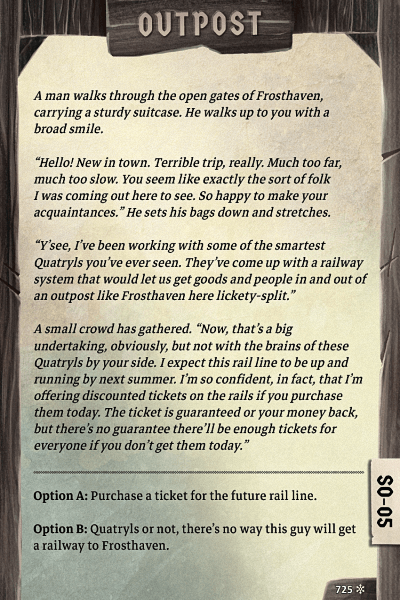 OUTPOST
A man walks through the open gates of Frosthaven,
carrying a sturdy suitcase. He walks up to you with a
broad smile.
“Hello! New in town. Terrible trip, really. Much too far,
much too slow. You seem like exactly the sort of folk
I was coming out here to see. So happy to make your
acquaintances.” He sets his bags down and stretches.
“Y’see, I’ve been working with some of the smartest
Quatryls you’ve ever seen. They’ve come up with a railway
system that would let us get goods and people in and out of
an outpost like Frosthaven here lickety-split.”
A small crowd has gathered. “Now, that’s a big
undertaking, obviously, but not with the brains of these
Quatryls by your side. I expect this rail line to be up and
running by next summer. I’m so confident, in fact, that I’m
offering discounted tickets on the rails if you purchase
them today. The ticket is guaranteed or your money back,
but there’s no guarantee there’ll be enough tickets for
everyone if you don’t get them today.”
Option A: Purchase a ticket for the future rail line.
Option B: Quatryls or not, there’s no way this guy will get
a railway to Frosthaven.
SO-05
725